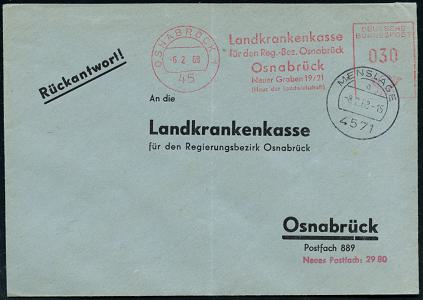 OSNABRÜCK 1
-6.2.68
45
Landkrankenkasse
für den Reg.-Bez. Osnabrück
Osnabrück
Neuer Graben 19/21
(Haus der Landwirtschaft)
DEUTSCHE
BUNDESPOST
030
MENSLAGE
a
4571
Rückantwort!
An die
Landkrankenkasse
für den Regierungsbezirk Osnabrück
Osnabrück
Postfach 889
Neues Postfach: 29 80